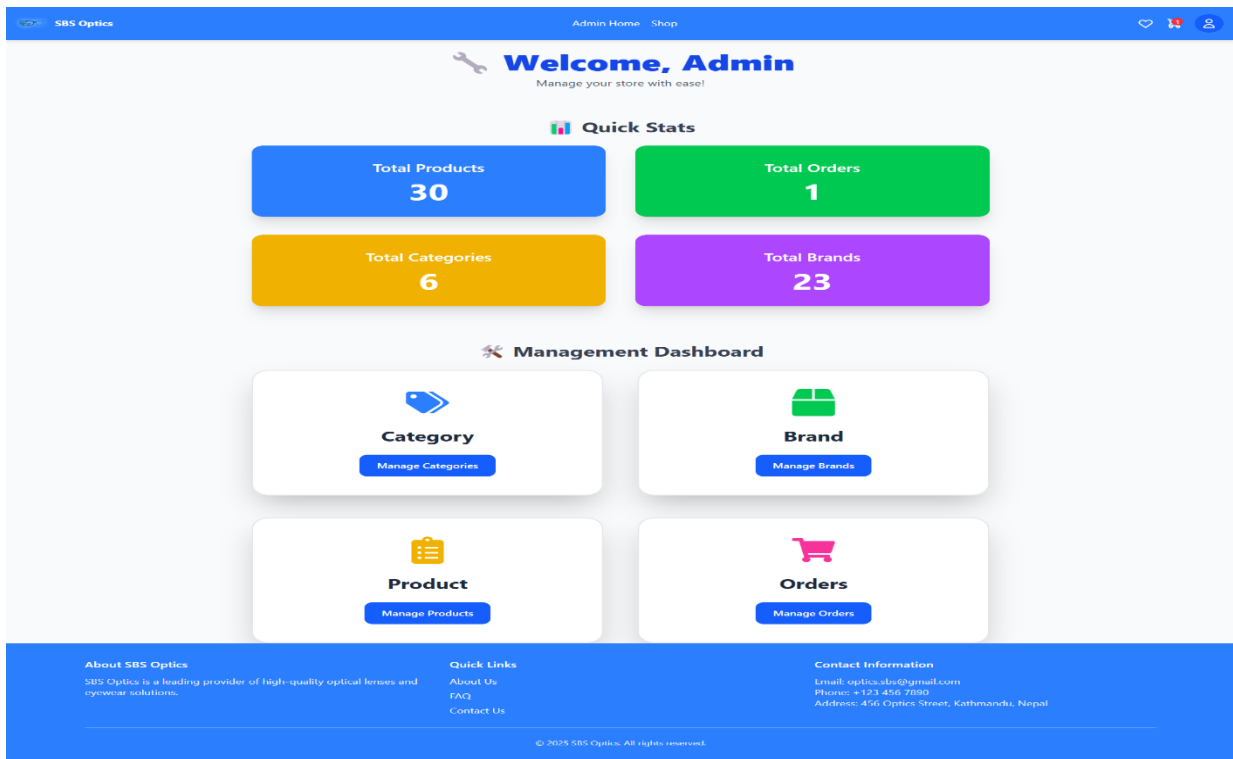 SBS Optics
Admin Home Shop
1
Welcome, Admin
Manage your store with ease!
Quick Stats
Total Products
30
Total Orders
1
Total Categories
6
Total Brands
23
Management Dashboard
Category
Manage Categories
Brand
Manage Brands
Product
Manage Products
Orders
Manage Orders
About SBS Optics
SBS Optics is a leading provider of high-quality optical lenses and
eyewear solutions.
Quick Links
About Us
FAQ
Contact Us
Contact Information
Email: optics.sbs@gmail.com
Phone: +123 456 7890
Address: 456 Optics Street, Kathmandu, Nepal
© 2025 SBS Optics. All rights reserved.